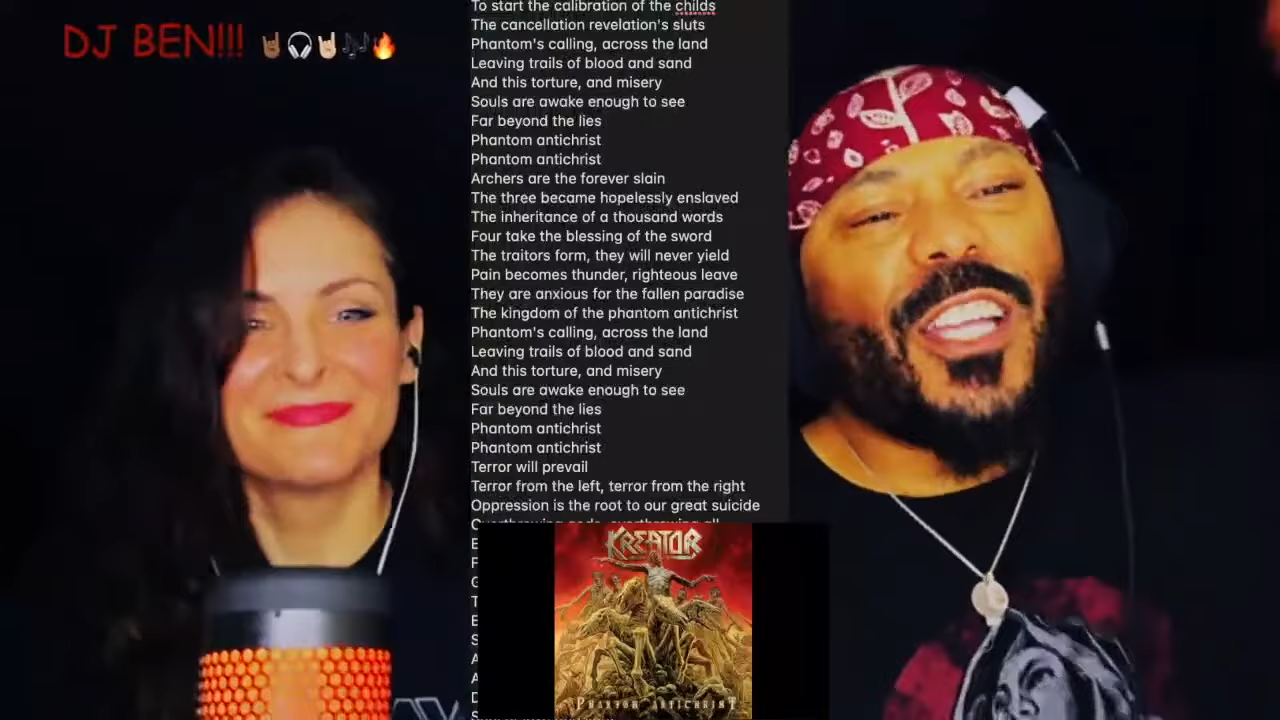 DJ BEN!!! 🤘🏽🎧🤘🏻🎶🔥
To start the calibration of the childs
The cancellation revelation's sluts
Phantom's calling, across the land
Leaving trails of blood and sand
And this torture, and misery
Souls are awake enough to see
Far beyond the lies
Phantom antichrist
Phantom antichrist
Archers are the forever slain
The three became hopelessly enslaved
The inheritance of a thousand words
Four take the blessing of the sword
The traitors form, they will never yield
Pain becomes thunder, righteous leave
They are anxious for the fallen paradise
The kingdom of the phantom antichrist
Phantom's calling, across the land
Leaving trails of blood and sand
And this torture, and misery
Souls are awake enough to see
Far beyond the lies
Phantom antichrist
Phantom antichrist
Terror will prevail
Terror from the left, terror from the right
Oppression is the root to our great suicide
KREATOR
PHANTOM ANTICHRIST